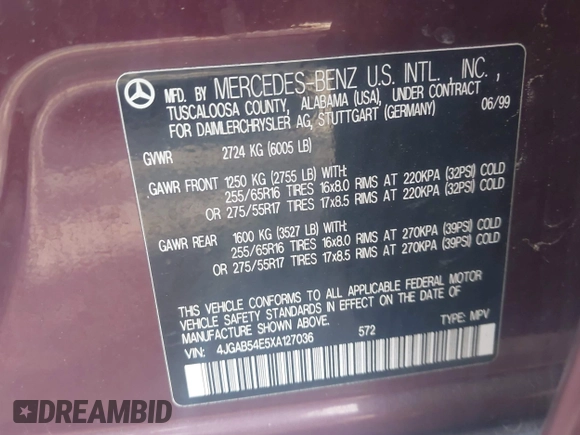 MFD. BY MERCEDES-BENZ U.S. INTL., INC.,
TUSCALOOSA COUNTY, ALABAMA (USA), UNDER CONTRACT
FOR DAIMLERCHRYSLER AG, STUTTGART (GERMANY) 06/99
GVWR 2724 KG (6005 LB)
GAWR FRONT 1250 KG (2755 LB) WITH:
255/65R16 TIRES 16x8.0 RIMS AT 220KPA (32PSI) COLD
OR 275/55R17 TIRES 17x8.5 RIMS AT 220KPA (32PSI) COLD
GAWR REAR 1600 KG (3527 LB) WITH:
255/65R16 TIRES 16x8.0 RIMS AT 270KPA (39PSI) COLD
OR 275/55R17 TIRES 17x8.5 RIMS AT 270KPA (39PSI) COLD
THIS VEHICLE CONFORMS TO ALL APPLICABLE FEDERAL MOTOR
VEHICLE SAFETY STANDARDS IN EFFECT ON THE DATE OF
MANUFACTURE SHOWN ABOVE.
VIN: 4JGAB54E5XA127036 572 TYPE: MPV
DREAMBID